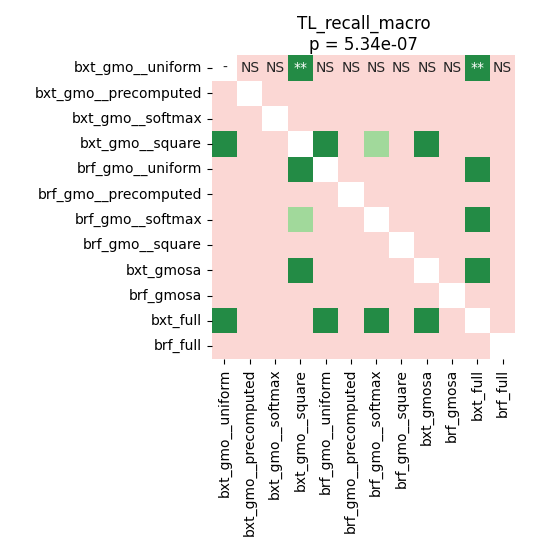 TL_recall_macro
p = 5.34e-07
bxt_gmo__uniform - NS NS ** NS NS NS NS NS NS ** NS
bxt_gmo__precomputed
bxt_gmo__softmax
bxt_gmo__square
brf_gmo__uniform
brf_gmo__precomputed
brf_gmo__softmax
brf_gmo__square
bxt_gmosa
brf_gmosa
bxt_full
brf_full
bxt_gmo__uniform
bxt_gmo__precomputed
bxt_gmo__softmax
bxt_gmo__square
brf_gmo__uniform
brf_gmo__precomputed
brf_gmo__softmax
brf_gmo__square
bxt_gmosa
brf_gmosa
bxt_full
brf_full